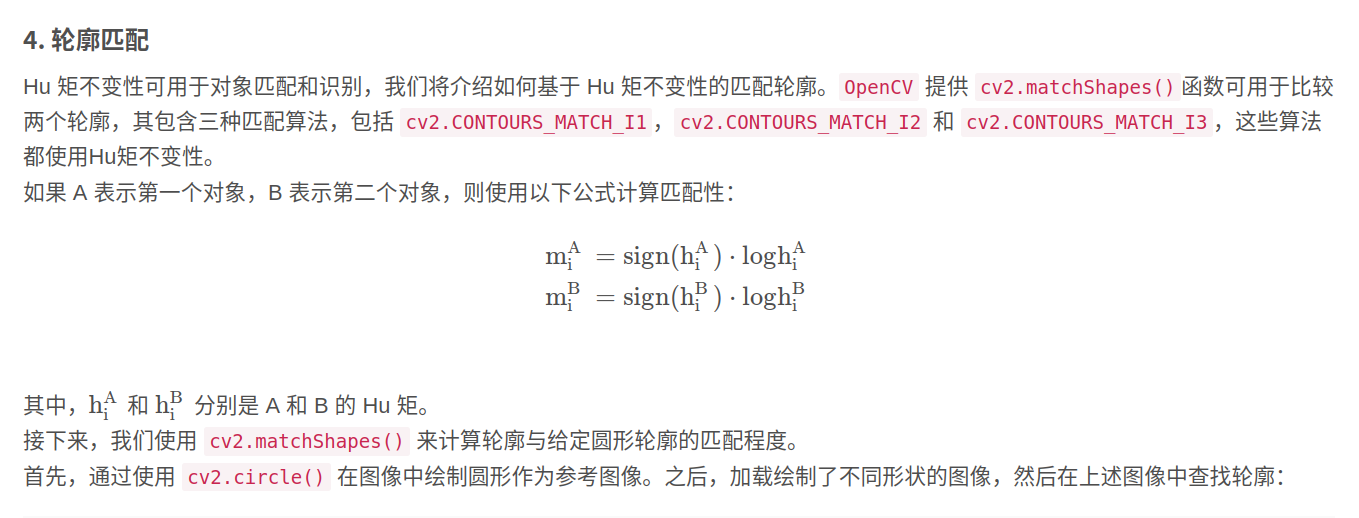 4. 轮廓匹配
Hu 矩不变性可用于对象匹配和识别，我们将介绍如何基于 Hu 矩不变性的匹配轮廓。OpenCV 提供 cv2.matchShapes()函数可用于比较
两个轮廓，其包含三种匹配算法，包括 cv2.CONTOURS_MATCH_I1，cv2.CONTOURS_MATCH_I2 和 cv2.CONTOURS_MATCH_I3，这些算法
都使用Hu矩不变性。
如果 A 表示第一个对象，B 表示第二个对象，则使用以下公式计算匹配性：
m_i^A = sign(h_i^A) · logh_i^A
m_i^B = sign(h_i^B) · logh_i^B
其中，h_i^A 和 h_i^B 分别是 A 和 B 的 Hu 矩。
接下来，我们使用 cv2.matchShapes() 来计算轮廓与给定圆形轮廓的匹配程度。
首先，通过使用 cv2.circle() 在图像中绘制圆形作为参考图像。之后，加载绘制了不同形状的图像，然后在上述图像中查找轮廓：